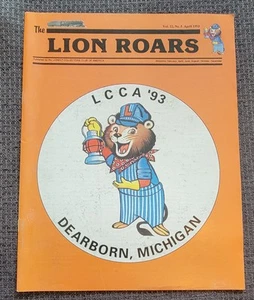 The
LION ROARS
LCCA '93
DEARBORN, MICHIGAN